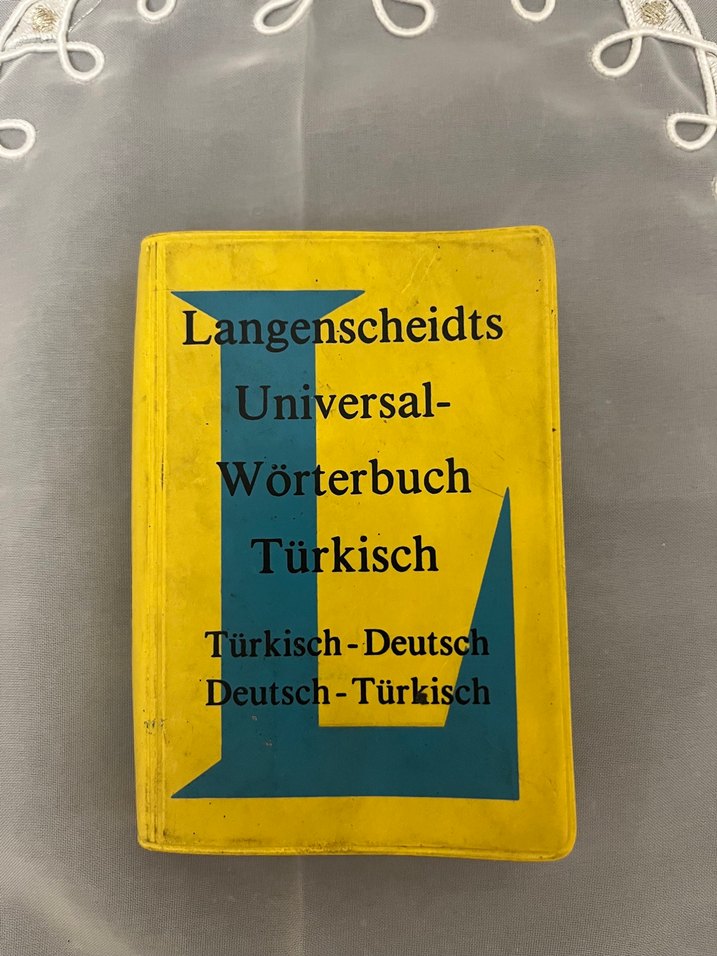 Langenscheidts
Universal-
Wörterbuch
Türkisch
Türkisch-Deutsch
Deutsch-Türkisch